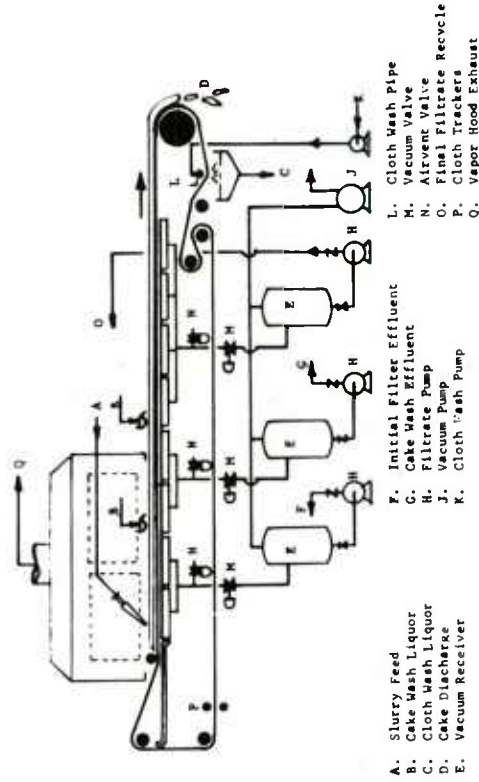 Q
A
B
B
O
D
L
C
N
N
N
M
M
M
P
E
E
E
F
G
H
H
H
J
K
A. Slurry Feed
B. Cake Wash Liquor
C. Cloth Wash Liquor
D. Cake Discharge
E. Vacuum Receiver
F. Initial Filter Effluent
G. Cake Wash Effluent
H. Filtrate Pump
J. Vacuum Pump
K. Cloth Wash Pump
L. Cloth Wash Pipe
M. Vacuum Valve
N. Airvent Valve
O. Final Filtrate Recycle
P. Cloth Trackers
Q. Vapor Hood Exhaust